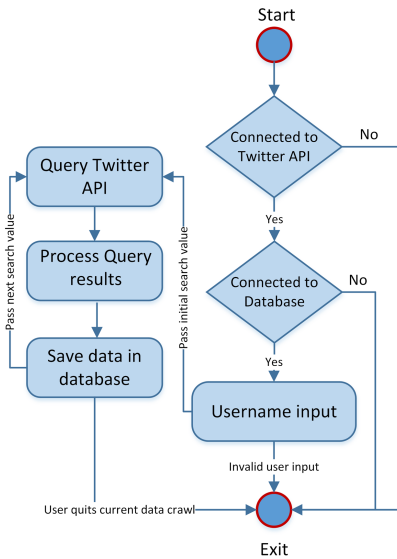 Start
Connected to
Twitter API
No
Yes
Query Twitter
API
Process Query
results
Save data in
database
Pass next search value
Pass initial search value
Connected to
Database
No
Yes
Username input
Invalid user input
User quits current data crawl
Exit